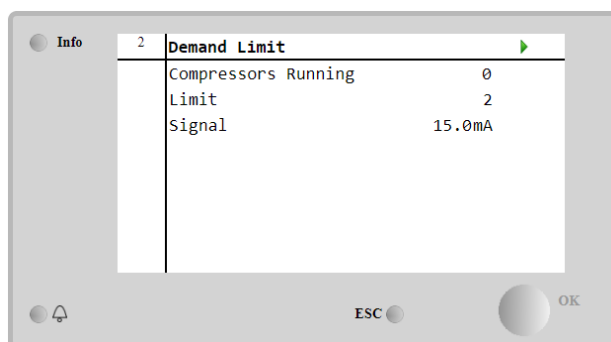 Info
2 Demand Limit
Compressors Running 0
Limit 2
Signal 15.0mA
ESC
OK